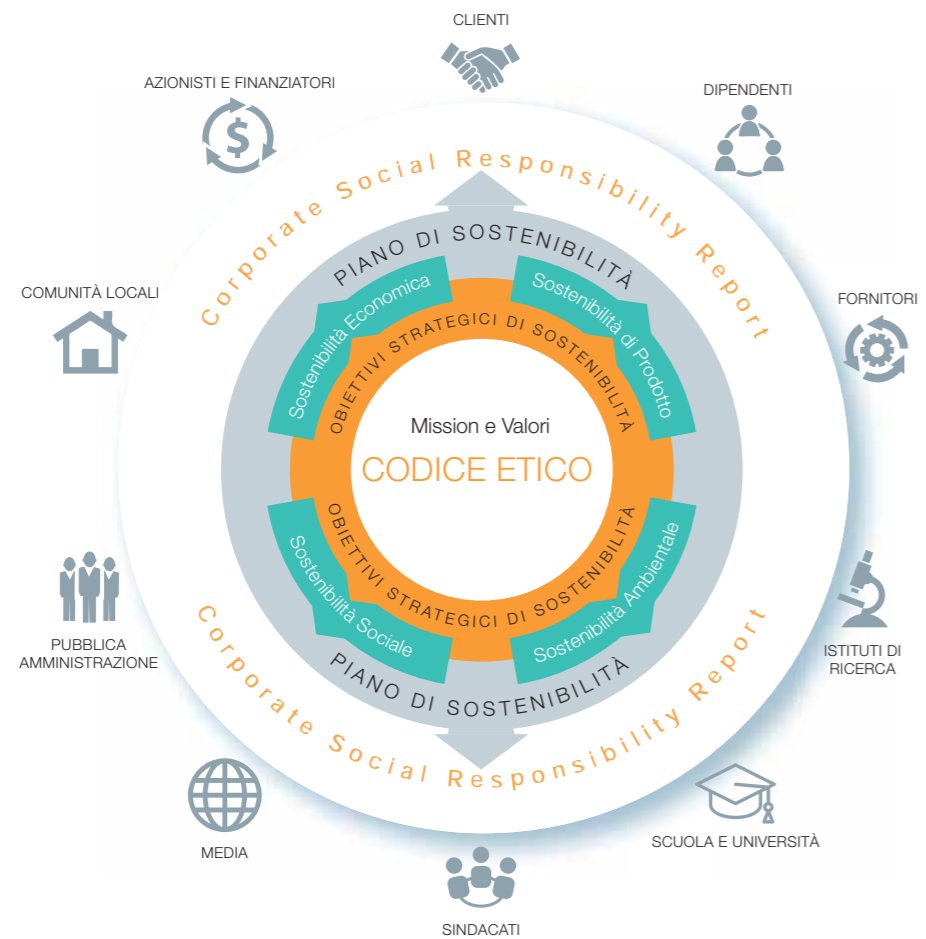 CLIENTI
AZIONISTI E FINANZIATORI
DIPENDENTI
Corporate Social Responsibility Report
PIANO DI SOSTENIBILITÀ
Sostenibilità Economica
Sostenibilità di Prodotto
COMUNITÀ LOCALI
FORNITORI
OBIETTIVI STRATEGICI DI SOSTENIBILITÀ
Mission e Valori
CODICE ETICO
OBIETTIVI STRATEGICI DI SOSTENIBILITÀ
Sostenibilità Sociale
Sostenibilità Ambientale
PUBBLICA
AMMINISTRAZIONE
ISTITUTI DI
RICERCA
PIANO DI SOSTENIBILITÀ
Corporate Social Responsibility Report
MEDIA
SCUOLA E UNIVERSITÀ
SINDACATI